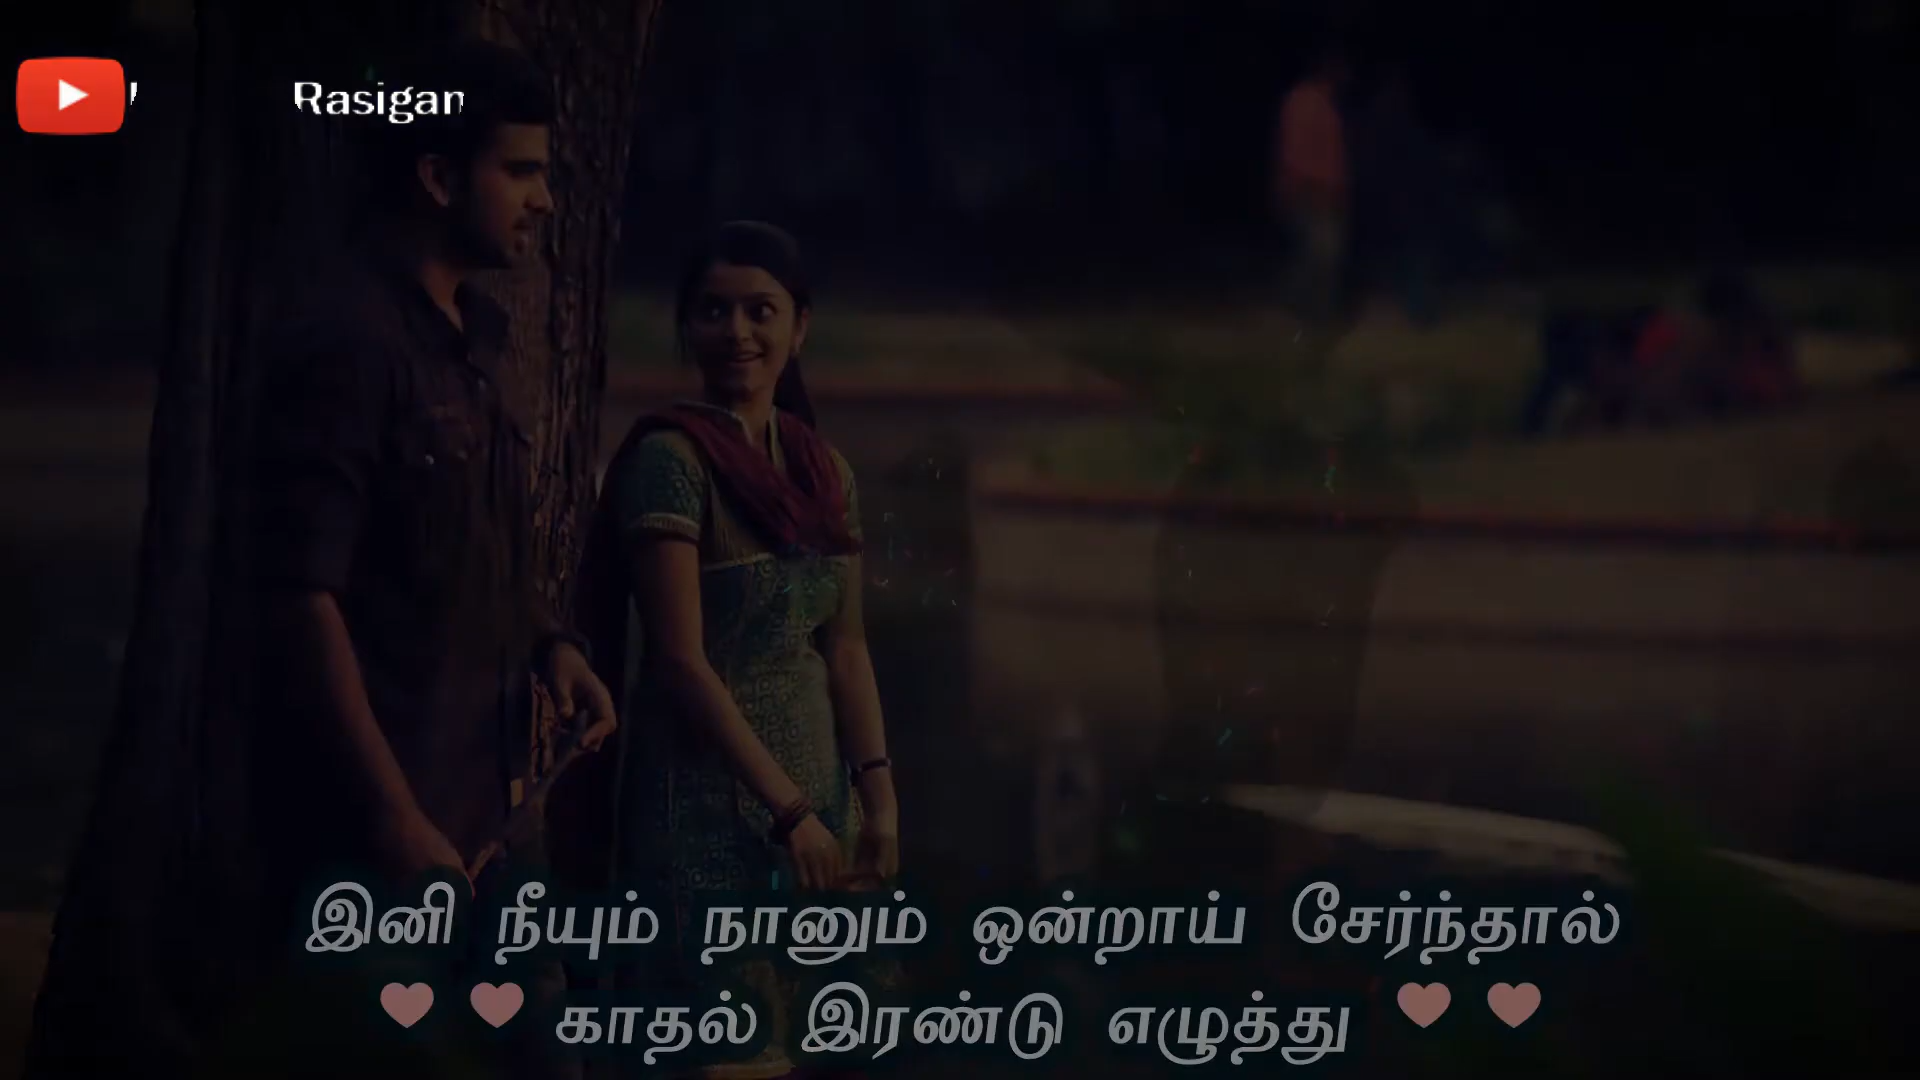 Rasigan
இனி நீயும் நானும் ஒன்றாய் சேர்ந்தால்
காதல் இரண்டு எழுத்து